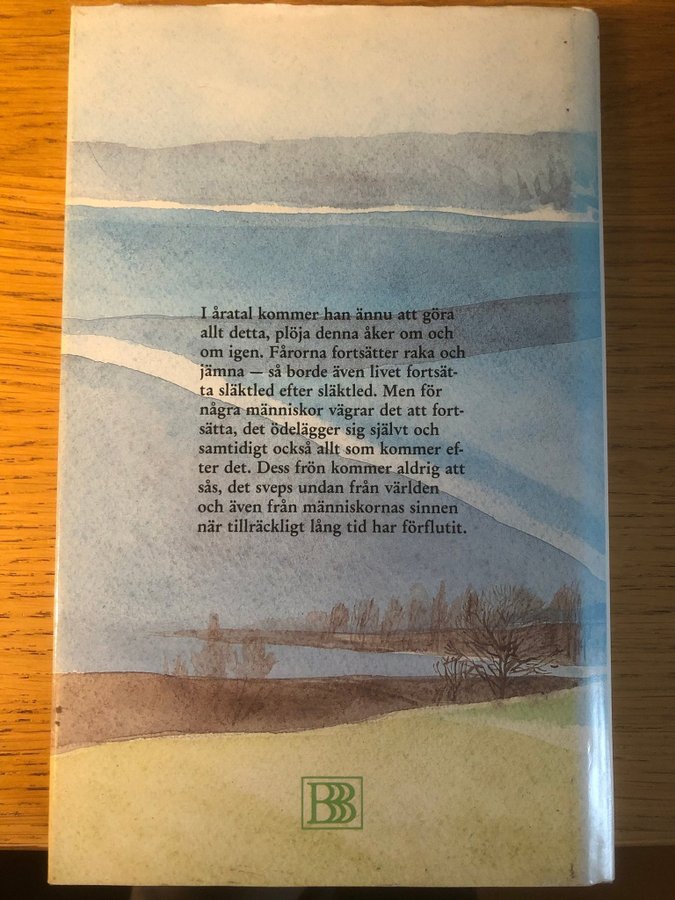 I åratal kommer han ännu att göra
allt detta, plöja denna åker om och
om igen. Fårorna fortsätter raka och
jämna — så borde även livet fortsät-
ta släktled efter släktled. Men för
några människor vägrar det att fort-
sätta, det ödelägger sig självt och
samtidigt också allt som kommer ef-
ter det. Dess frön kommer aldrig att
sås, det sveps undan från världen
och även från människornas sinnen
när tillräckligt lång tid har förflutit.
BBB